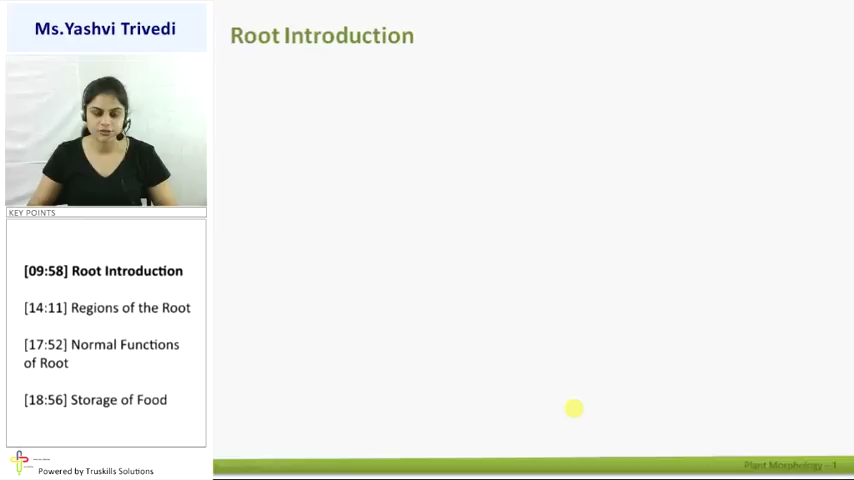 Ms.Yashvi Trivedi
Root Introduction
KEY POINTS
[09:58] Root Introduction
[14:11] Regions of the Root
[17:52] Normal Functions
of Root
[18:56] Storage of Food
Powered by Truskills Solutions
Plant Morphology – 1